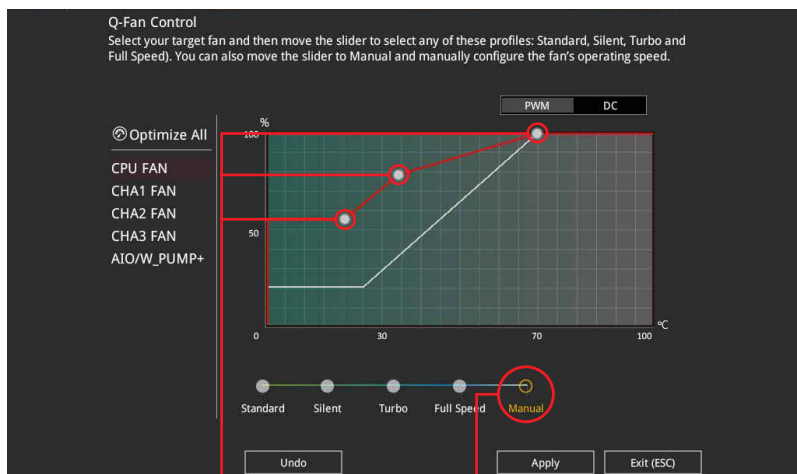 Q-Fan Control
Select your target fan and then move the slider to select any of these profiles: Standard, Silent, Turbo and
Full Speed). You can also move the slider to Manual and manually configure the fan's operating speed.
PWM DC
Optimize All
CPU FAN
CHA1 FAN
CHA2 FAN
CHA3 FAN
AIO/W_PUMP+
%
100
50
0 30 70 100
ºC
Standard Silent Turbo Full Speed Manual
Undo Apply Exit (ESC)